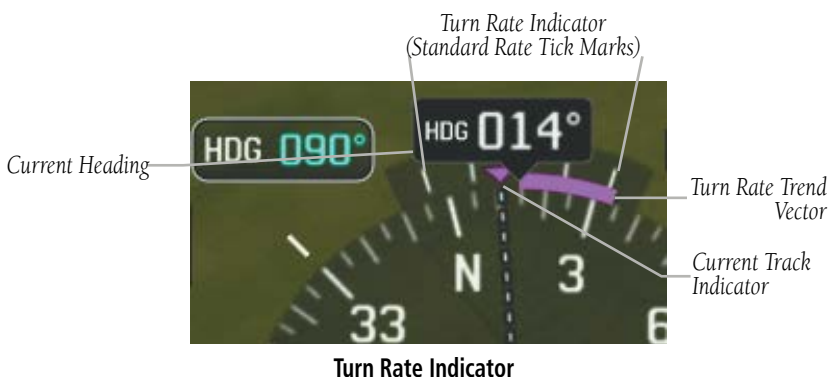 Turn Rate Indicator
(Standard Rate Tick Marks)
HDG 090°
HDG 014°
Current Heading
Turn Rate Trend
Vector
Current Track
Indicator
N
3
33
6
Turn Rate Indicator